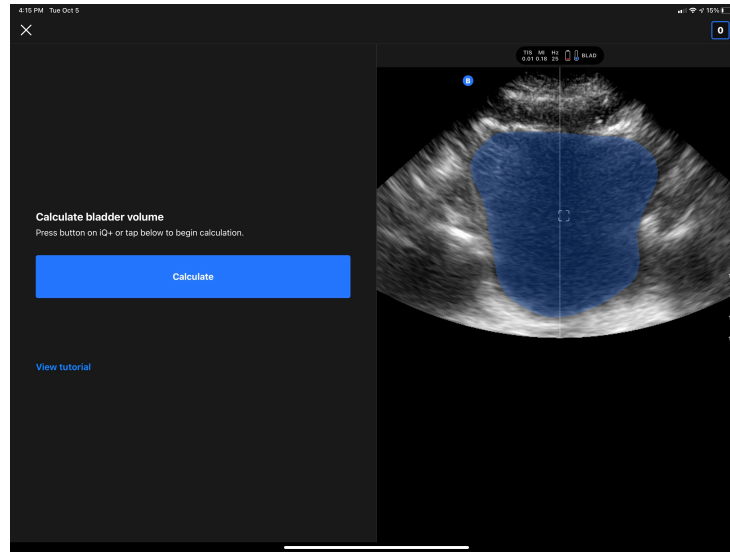 4:15 PM Tue Oct 5
15%
0
TIS MI Hz
0.01 0.18 25
BLAD
B
Calculate bladder volume
Press button on iQ+ or tap below to begin calculation.
Calculate
View tutorial